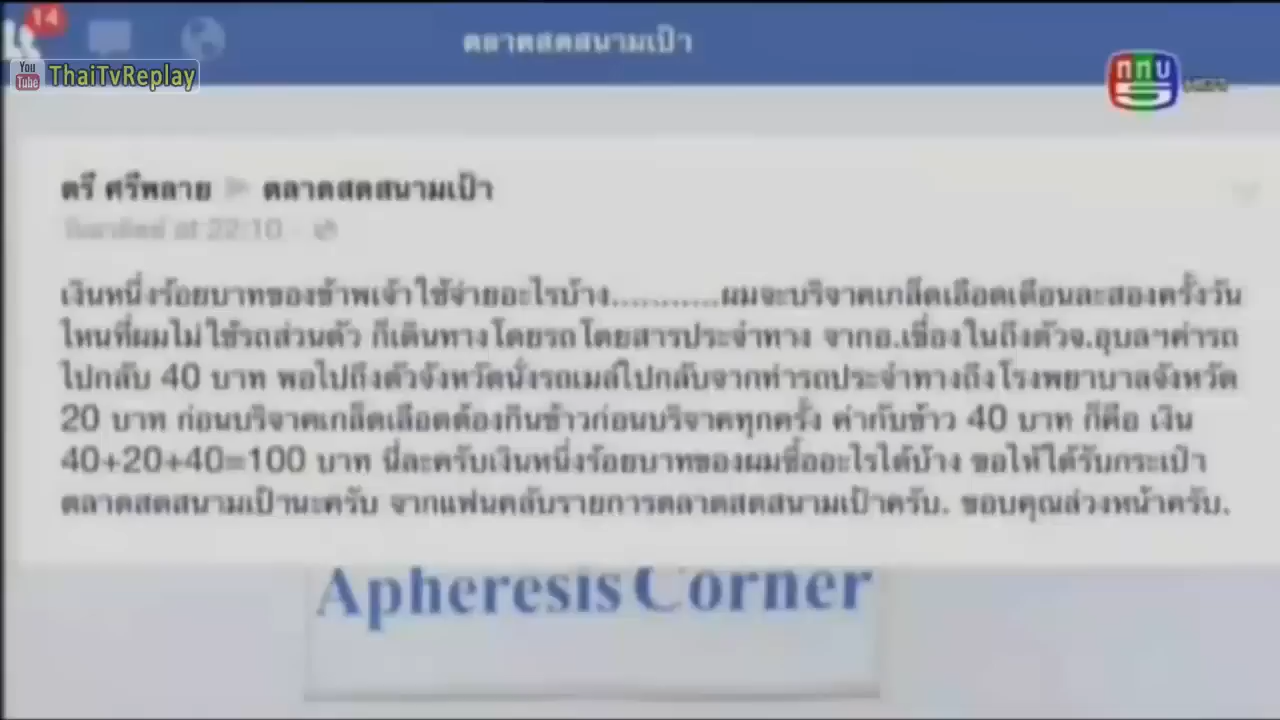 14
ตลาดสดสนามเป้า
You Tube ThaiTvReplay
ททบ 5
ตรี ศรีพลาย ▶ ตลาดสดสนามเป้า
วันอาทิตย์ at 22:10
เงินหนึ่งร้อยบาทของข้าพเจ้าใช้จ่ายอะไรบ้าง............ผมจะบริจาคเกล็ดเลือดเดือนละสองครั้งวัน
ไหนที่ผมไม่ใช้รถส่วนตัว ก็เดินทางโดยรถโดยสารประจำทาง จากอ.เขื่องในถึงตัวจ.อุบลฯค่ารถ
ไปกลับ 40 บาท พอไปถึงตัวจังหวัดนั่งรถเมล์ไปกลับจากท่ารถประจำทางถึงโรงพยาบาลจังหวัด
20 บาท ก่อนบริจาคเกล็ดเลือดต้องกินข้าวก่อนบริจาคทุกครั้ง ค่ากับข้าว 40 บาท ก็คือ เงิน
40+20+40=100 บาท นี่ละครับเงินหนึ่งร้อยบาทของผมซื้ออะไรได้บ้าง ขอให้ได้รับกระเป๋า
ตลาดสดสนามเป้านะครับ จากแฟนคลับรายการตลาดสดสนามเป้าครับ. ขอบคุณล่วงหน้าครับ.
Apheresis Corner